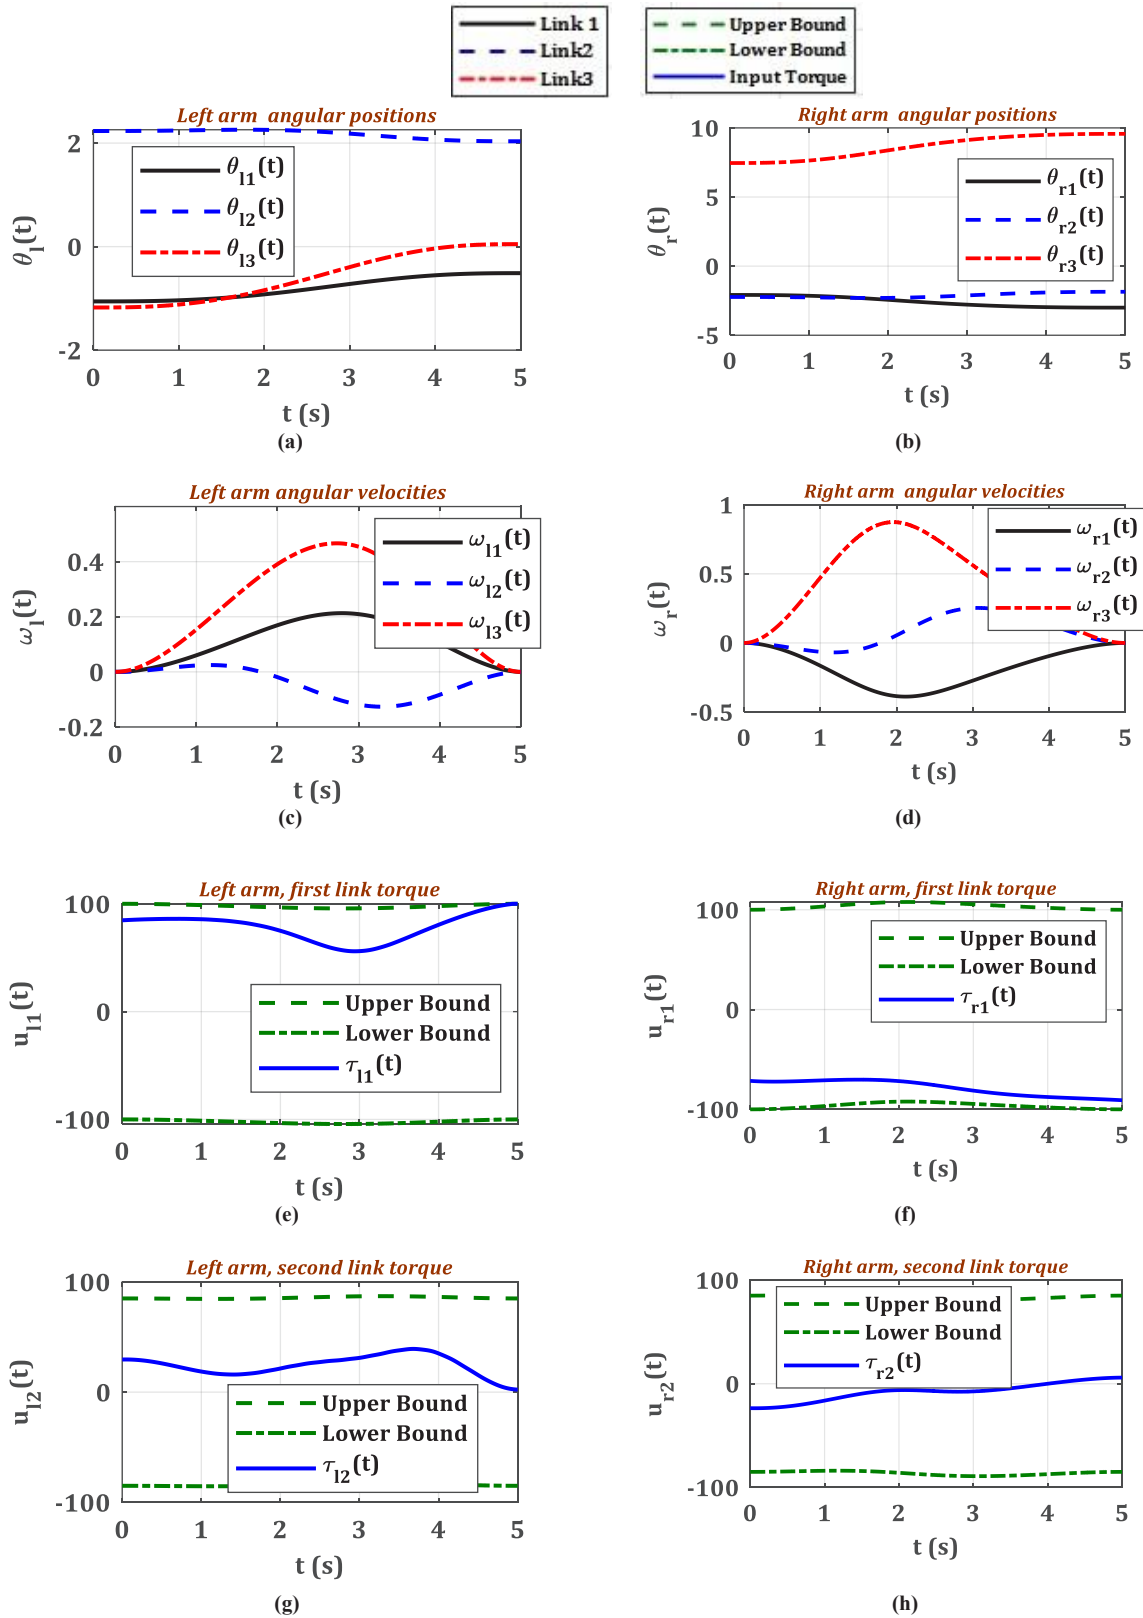 Link 1
Link2
Link3
Upper Bound
Lower Bound
Input Torque
Left arm angular positions
θl1(t)
θl2(t)
θl3(t)
θl(t)
2
0
-2
0 1 2 3 4 5
t (s)
(a)
Right arm angular positions
θr1(t)
θr2(t)
θr3(t)
θr(t)
10
5
0
-5
0 1 2 3 4 5
t (s)
(b)
Left arm angular velocities
ωl1(t)
ωl2(t)
ωl3(t)
ωl(t)
0.4
0.2
0
-0.2
0 1 2 3 4 5
t (s)
(c)
Right arm angular velocities
ωr1(t)
ωr2(t)
ωr3(t)
ωr(t)
1
0.5
0
-0.5
0 1 2 3 4 5
t (s)
(d)
Left arm, first link torque
Upper Bound
Lower Bound
τl1(t)
ul1(t)
100
0
-100
0 1 2 3 4 5
t (s)
(e)
Right arm, first link torque
Upper Bound
Lower Bound
τr1(t)
ur1(t)
100
0
-100
0 1 2 3 4 5
t (s)
(f)
Left arm, second link torque
Upper Bound
Lower Bound
τl2(t)
ul2(t)
100
0
-100
0 1 2 3 4 5
t (s)
(g)
Right arm, second link torque
Upper Bound
Lower Bound
τr2(t)
ur2(t)
100
0
-100
0 1 2 3 4 5
t (s)
(h)